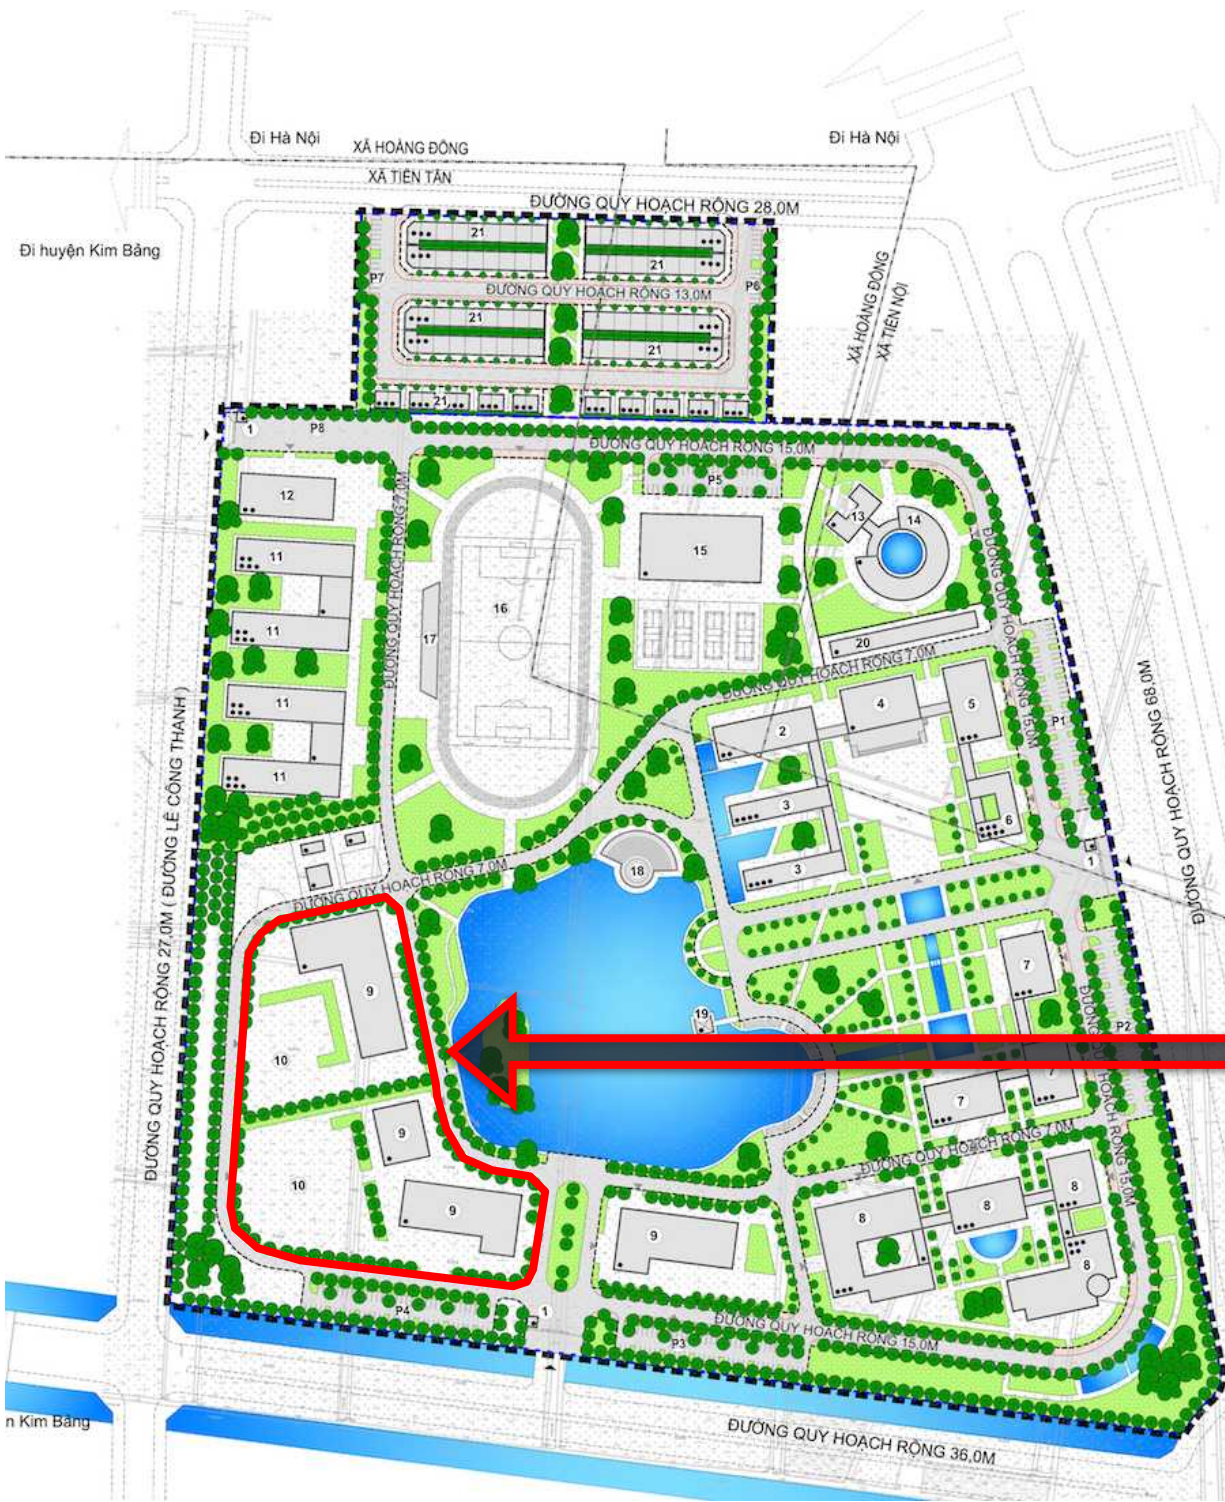 Đi Hà Nội
XÃ HOÀNG ĐÔNG
Đi Hà Nội
XÃ TIÊN TÂN
ĐƯỜNG QUY HOẠCH RỘNG 28,0M
Đi huyện Kim Bảng
21
21
P7
P6
ĐƯỜNG QUY HOẠCH RỘNG 13,0M
XÃ HOÀNG ĐÔNG
XÃ TIÊN NỘI
21
21
21
1
P8
ĐƯỜNG QUY HOẠCH RỘNG 15,0M
P5
12
ĐƯỜNG QUY HOẠCH RỘNG 7,0M
13
14
15
11
16
ĐƯỜNG QUY HOẠCH RỘNG 15,0M
11
17
20
ĐƯỜNG QUY HOẠCH RỘNG 7,0M
11
4
5
2
P1
11
3
6
3
1
ĐƯỜNG QUY HOẠCH RỘNG 68,0M
18
ĐƯỜNG QUY HOẠCH RỘNG 7,0M
ĐƯỜNG QUY HOẠCH RỘNG 27,0M ( ĐƯỜNG LÊ CÔNG THANH )
9
7
19
P2
10
ĐƯỜNG QUY HOẠCH RỘNG 15,0M
7
7
9
ĐƯỜNG QUY HOẠCH RỘNG 7,0M
10
9
8
8
8
9
8
P4
1
ĐƯỜNG QUY HOẠCH RỘNG 15,0M
P3
n Kim Bảng
ĐƯỜNG QUY HOẠCH RỘNG 36,0M